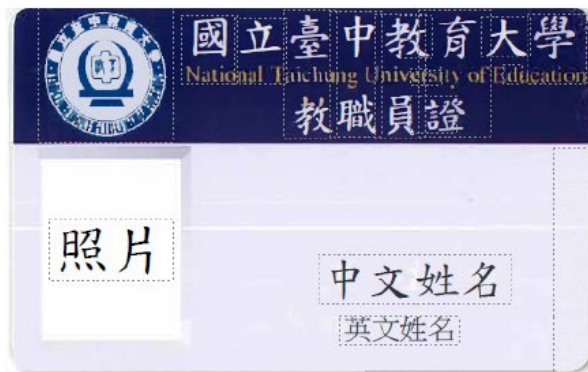 國立臺中教育大學
National Taichung University of Education
教職員證
照片
中文姓名
英文姓名